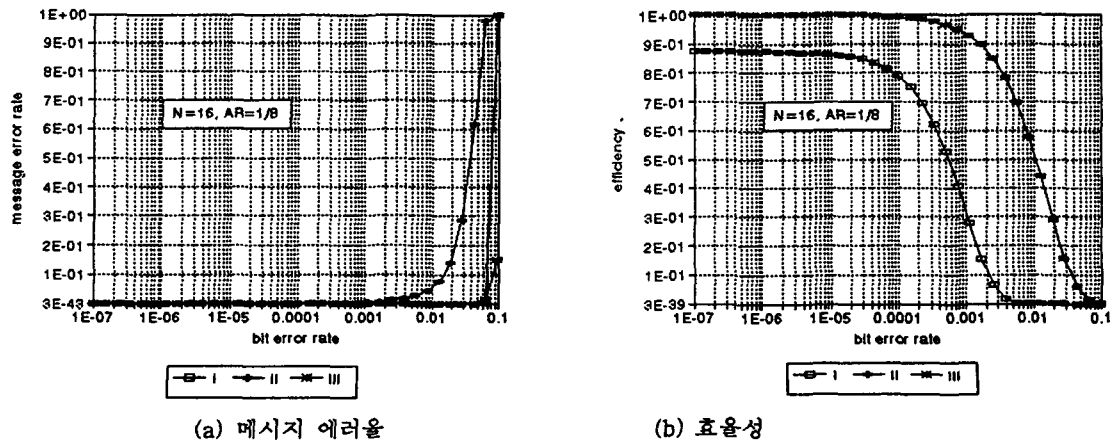 1E+00
9E-01
8E-01
7E-01
6E-01
5E-01
4E-01
3E-01
2E-01
1E-01
3E-43
message error rate
N=16, AR=1/8
1E-07 1E-06 1E-05 0.0001 0.001 0.01 0.1
bit error rate
I II III
(a) 메시지 에러율
1E+00
9E-01
8E-01
7E-01
6E-01
5E-01
4E-01
3E-01
2E-01
1E-01
3E-39
efficiency
N=16, AR=1/8
1E-07 1E-06 1E-05 0.0001 0.001 0.01 0.1
bit error rate
I II III
(b) 효율성